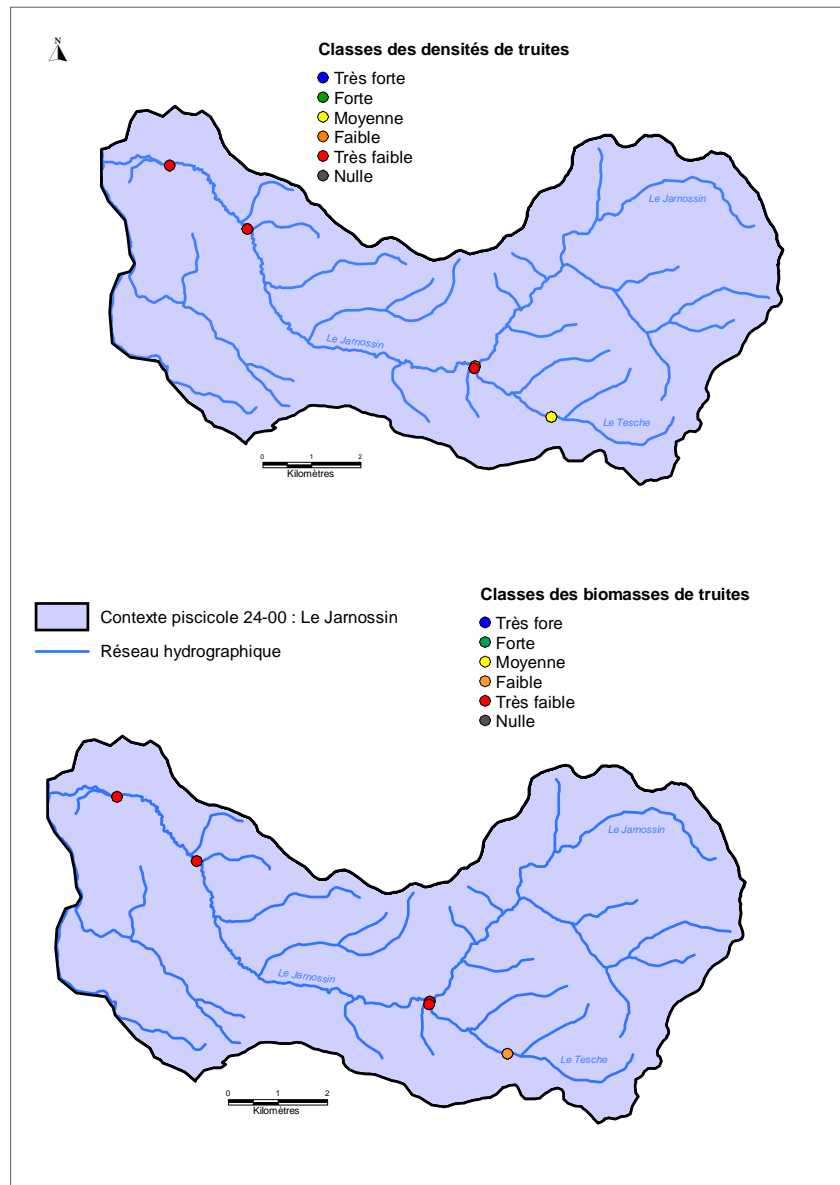 N
Classes des densités de truites
Très forte
Forte
Moyenne
Faible
Très faible
Nulle
Le Jarnossin
Le Jarnossin
Le Tesche
0 1 2
Kilomètres
Contexte piscicole 24-00 : Le Jarnossin
Réseau hydrographique
Classes des biomasses de truites
Très fore
Forte
Moyenne
Faible
Très faible
Nulle
Le Jarnossin
Le Jarnossin
Le Tesche
0 1 2
Kilomètres